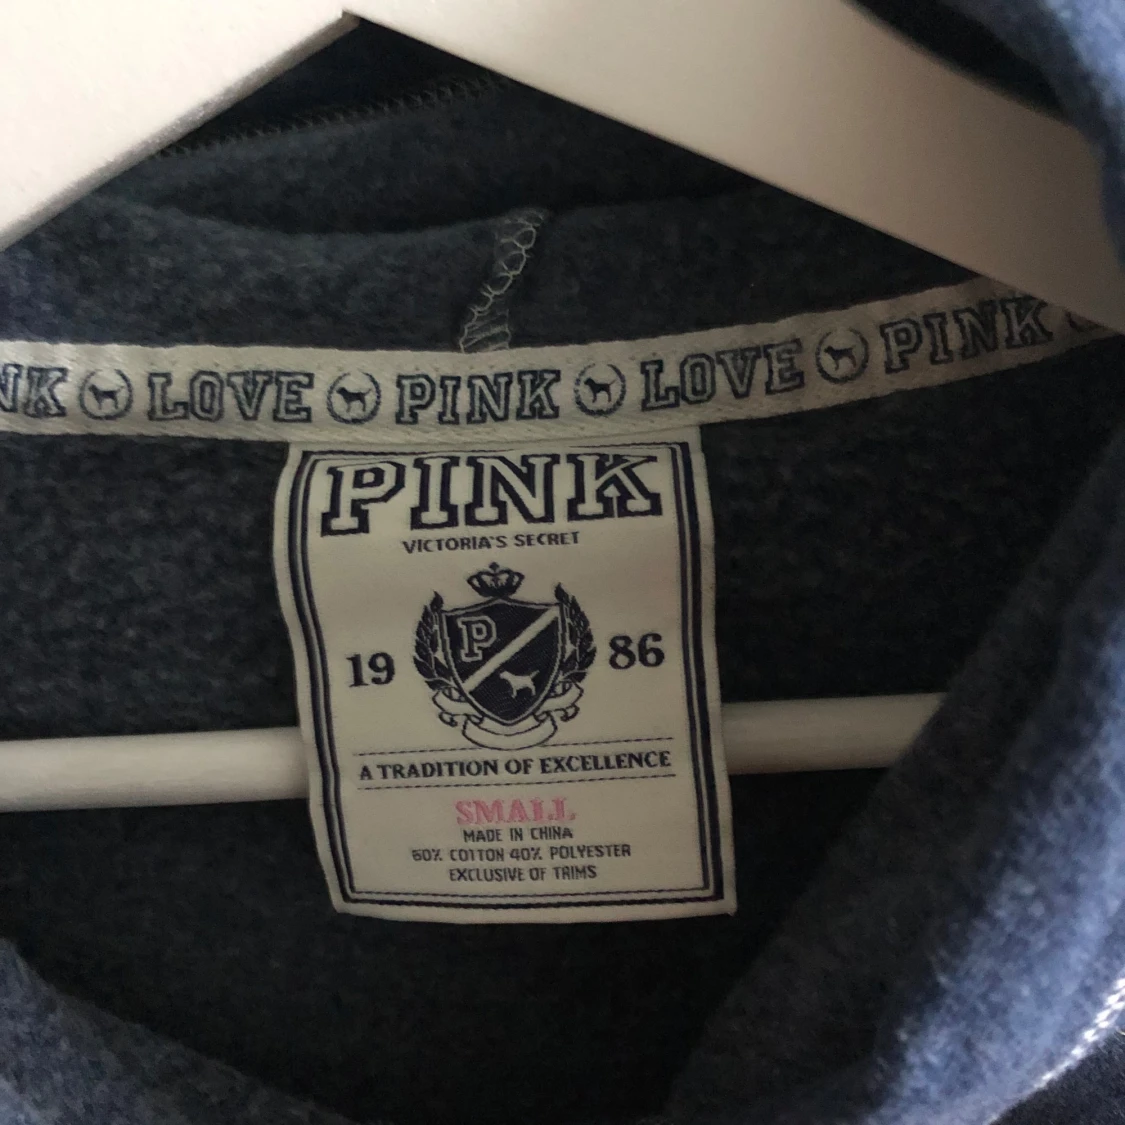 NK LOVE PINK LOVE PINK
PINK
VICTORIA'S SECRET
P
19 86
A TRADITION OF EXCELLENCE
SMALL
MADE IN CHINA
60% COTTON 40% POLYESTER
EXCLUSIVE OF TRIMS